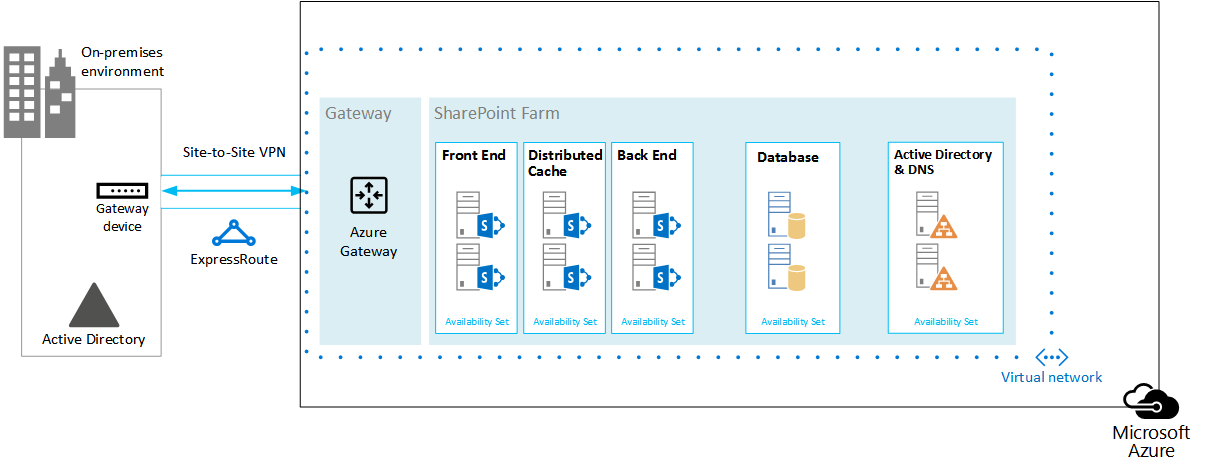 On-premises
environment
Site-to-Site VPN
Gateway
device
ExpressRoute
Active Directory
Gateway
Azure
Gateway
SharePoint Farm
Front End
Availability Set
Distributed
Cache
Availability Set
Back End
Availability Set
Database
Availability Set
Active Directory
& DNS
Availability Set
Virtual network
Microsoft
Azure